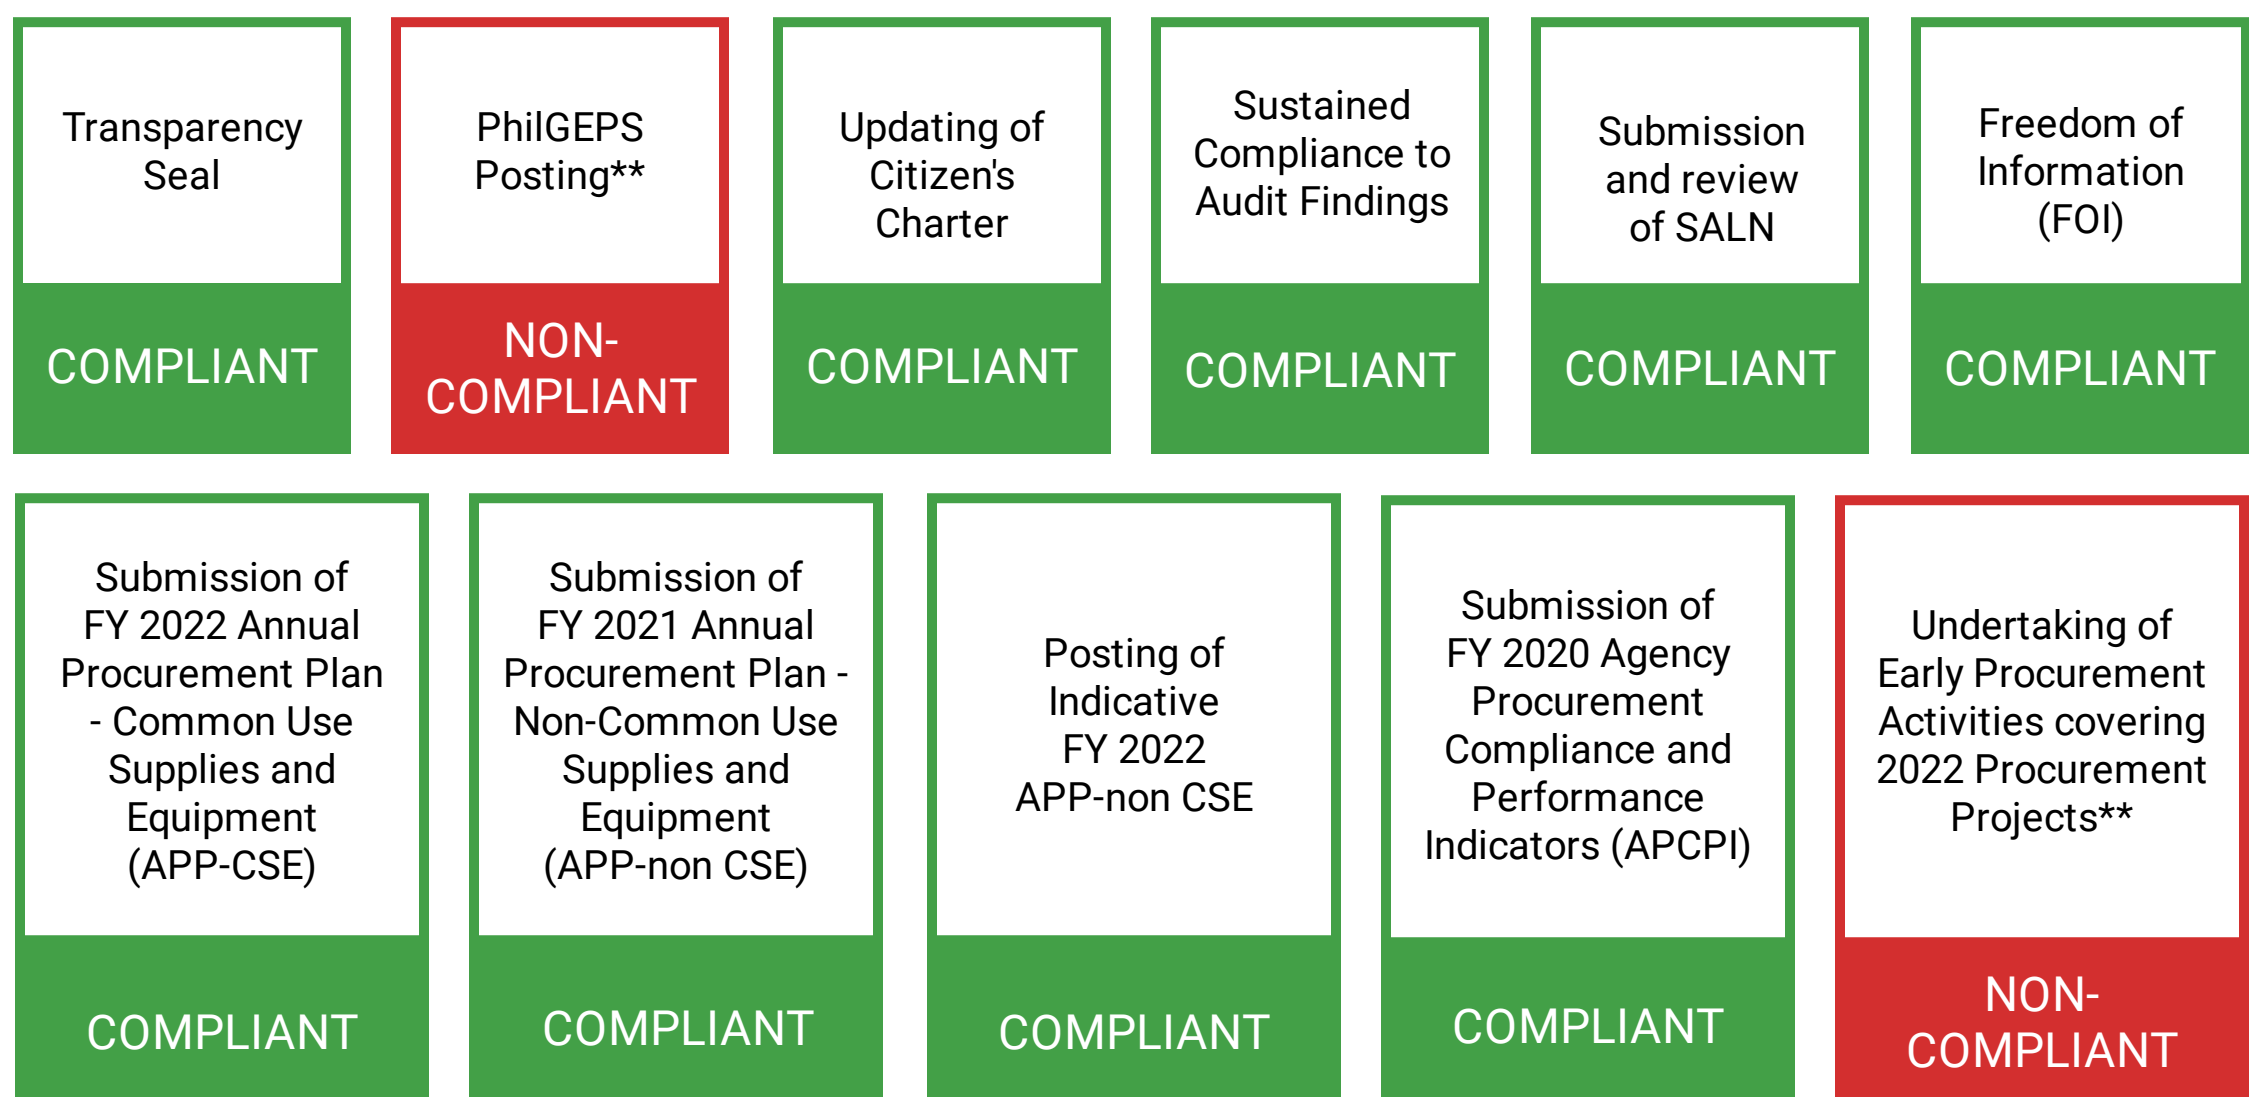 Transparency
Seal
COMPLIANT
PhilGEPS
Posting**
NON-
COMPLIANT
Updating of
Citizen's
Charter
COMPLIANT
Sustained
Compliance to
Audit Findings
COMPLIANT
Submission
and review
of SALN
COMPLIANT
Freedom of
Information
(FOI)
COMPLIANT
Submission of
FY 2022 Annual
Procurement Plan
- Common Use
Supplies and
Equipment
(APP-CSE)
COMPLIANT
Submission of
FY 2021 Annual
Procurement Plan -
Non-Common Use
Supplies and
Equipment
(APP-non CSE)
COMPLIANT
Posting of
Indicative
FY 2022
APP-non CSE
COMPLIANT
Submission of
FY 2020 Agency
Procurement
Compliance and
Performance
Indicators (APCPI)
COMPLIANT
Undertaking of
Early Procurement
Activities covering
2022 Procurement
Projects**
NON-
COMPLIANT